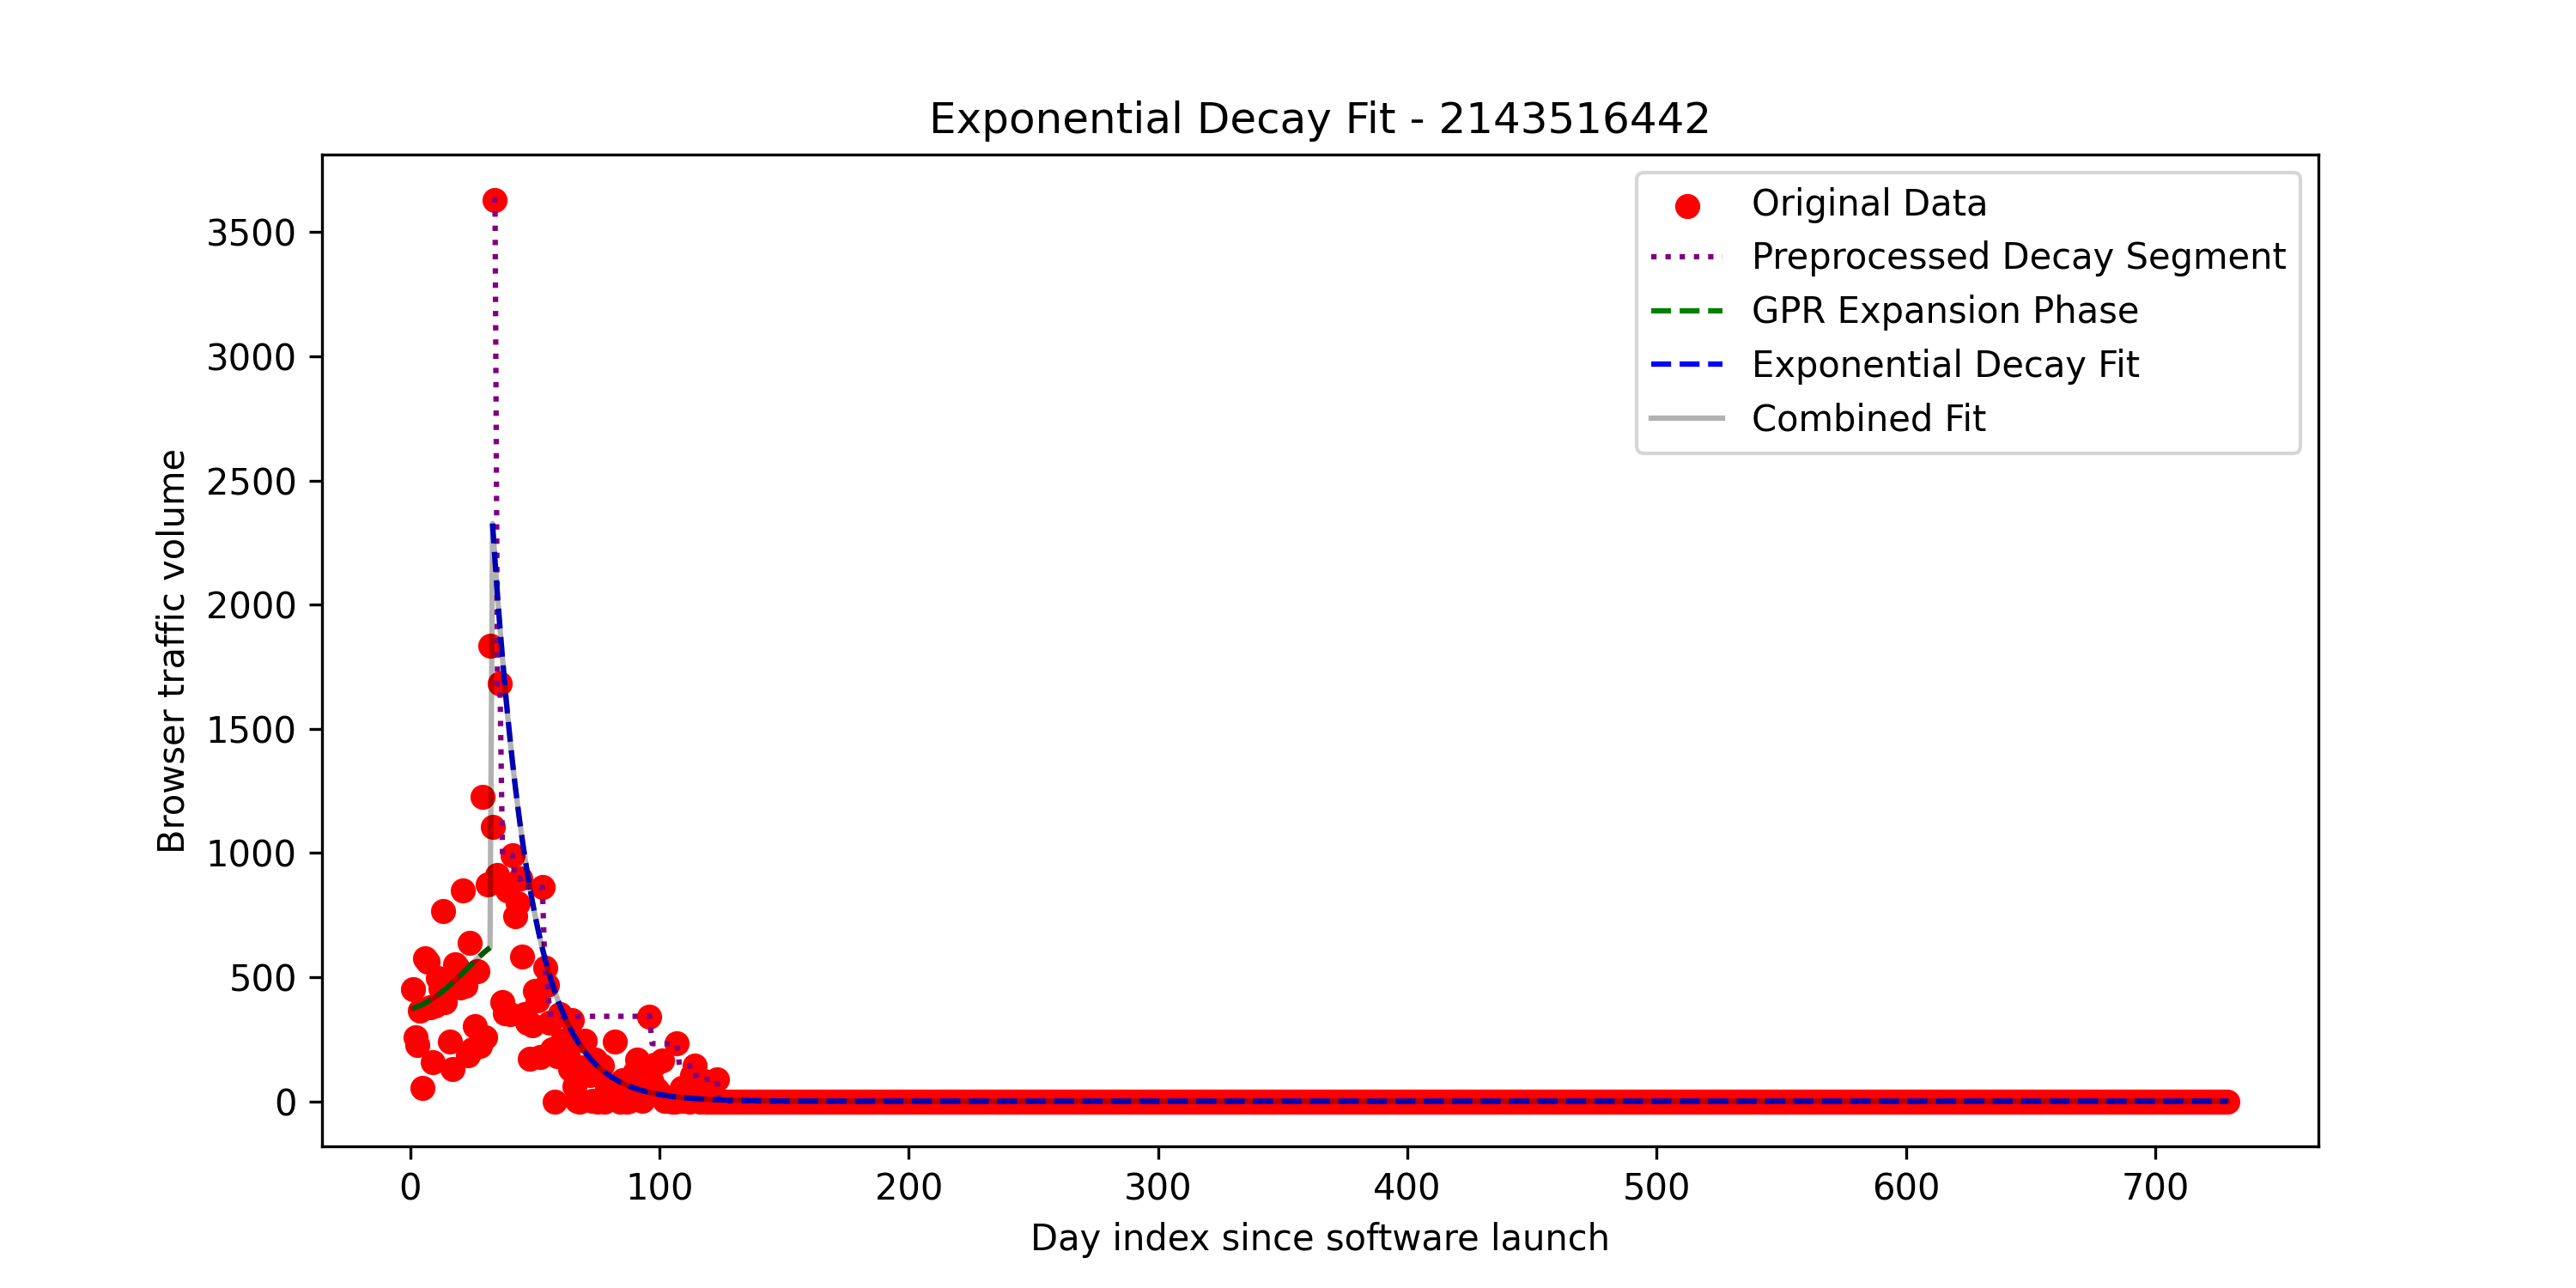 Exponential Decay Fit - 2143516442
Original Data
Preprocessed Decay Segment
GPR Expansion Phase
Exponential Decay Fit
Combined Fit
Browser traffic volume
3500
3000
2500
2000
1500
1000
500
0
0 100 200 300 400 500 600 700
Day index since software launch